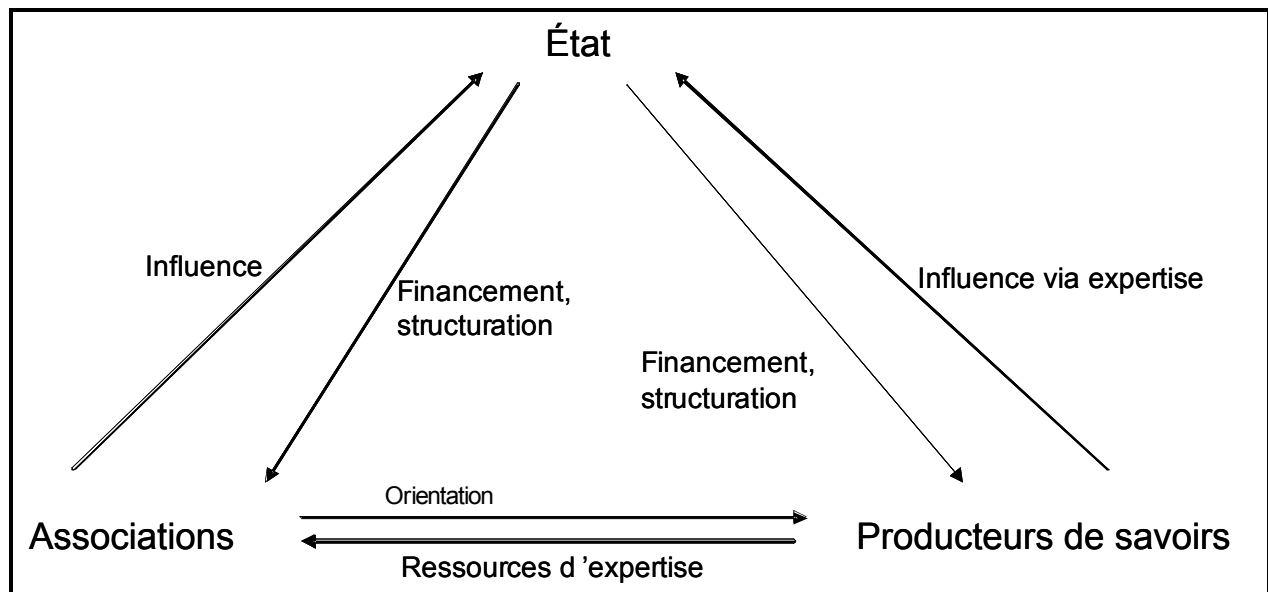 État
Influence
Financement,
structuration
Influence via expertise
Financement,
structuration
Orientation
Associations
Producteurs de savoirs
Ressources d ’expertise